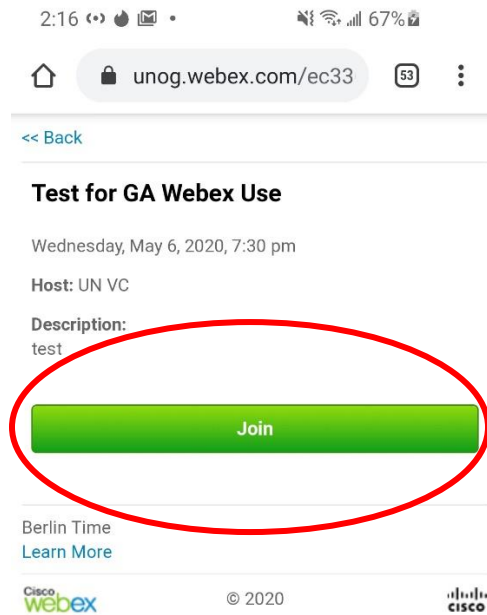 2:16 67%
unog.webex.com/ec33 53
<< Back
Test for GA Webex Use
Wednesday, May 6, 2020, 7:30 pm
Host: UN VC
Description:
test
Join
Berlin Time
Learn More
Cisco
webex © 2020 cisco